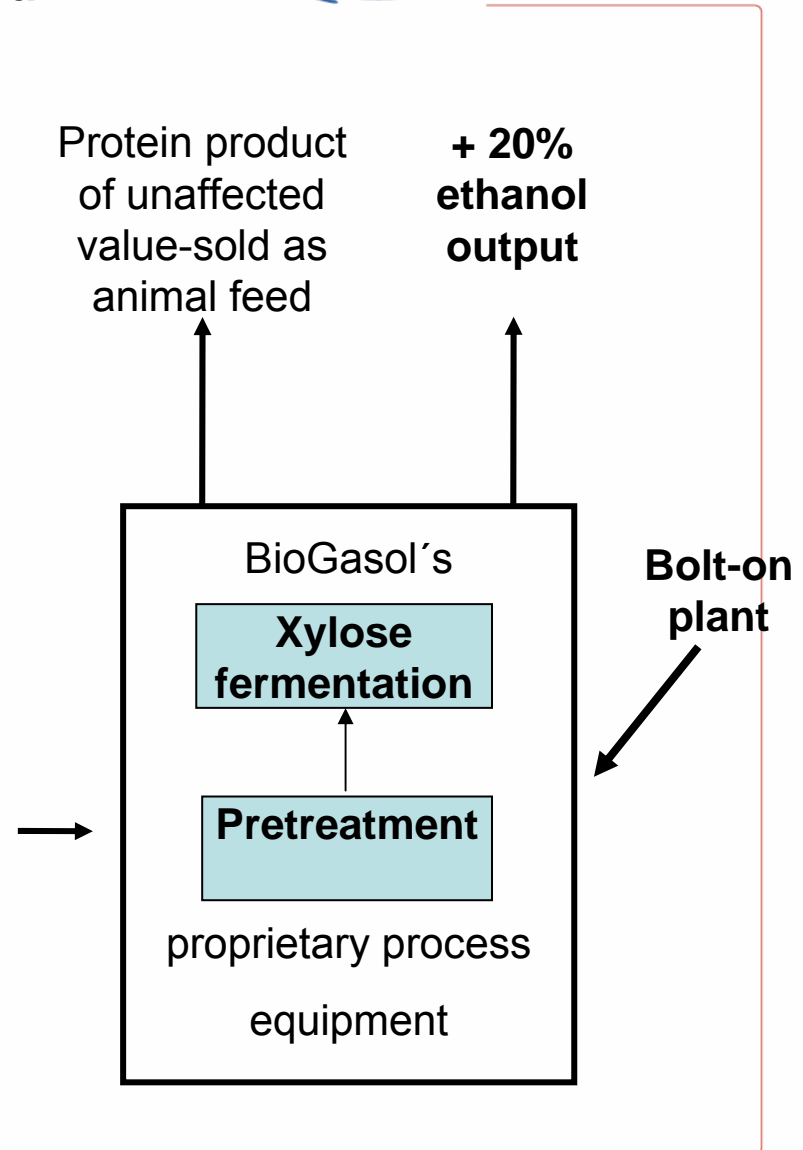 Protein product
of unaffected
value-sold as
animal feed
+ 20%
ethanol
output
BioGasol´s
Xylose
fermentation
Pretreatment
proprietary process
equipment
Bolt-on
plant